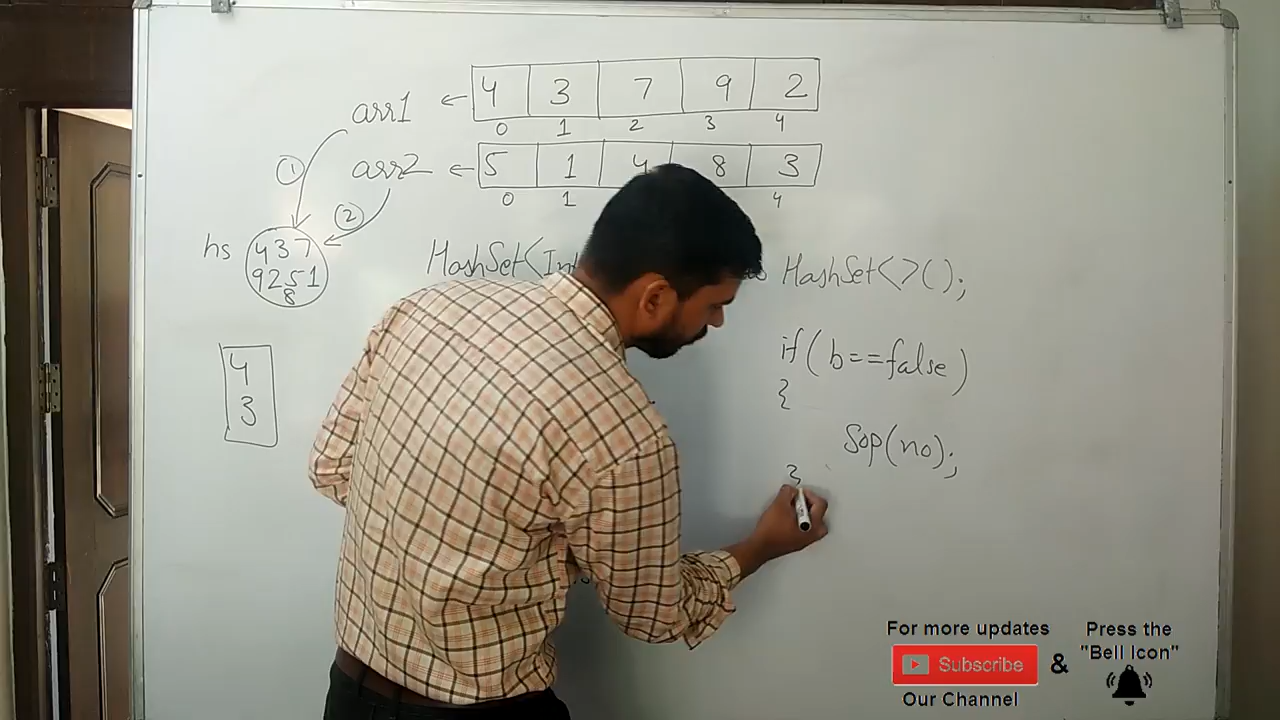 arr1 ← 4 3 7 9 2
0 1 2 3 4
arr2 ← 5 1 4 8 3
0 1 4
① ②
hs 4 3 7
9 2 5 1
8
HashSet<Int HashSet<>();
if(b==false)
{
Sop(no);
}
4
3
For more updates
Subscribe
Our Channel
&
Press the
"Bell Icon"